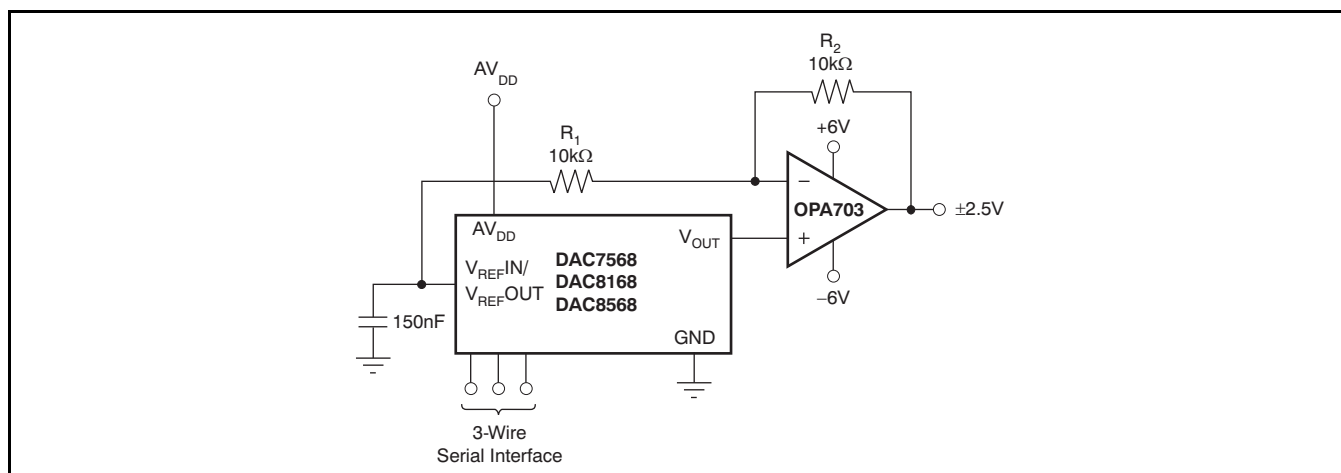 R2
10kΩ
AVDD
+6V
R1
10kΩ
−
OPA703
±2.5V
AVDD
VOUT
+
VREFIN/
VREFOUT
DAC7568
DAC8168
DAC8568
−6V
150nF
GND
3-Wire
Serial Interface